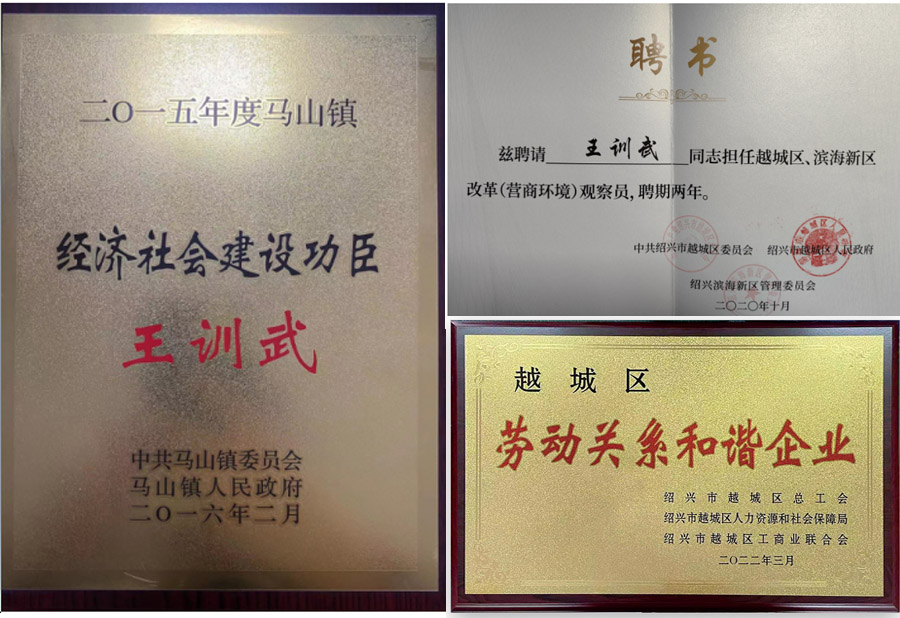 二〇一五年度马山镇
经济社会建设功臣
王训武
中共马山镇委员会
马山镇人民政府
二〇一六年二月
聘书
兹聘请 王训武 同志担任越城区、滨海新区
改革(营商环境)观察员,聘期两年。
中共绍兴市越城区委员会 绍兴市越城区人民政府
绍兴滨海新区管理委员会
二〇二〇年十月
越城区
劳动关系和谐企业
绍兴市越城区总工会
绍兴市越城区人力资源和社会保障局
绍兴市越城区工商业联合会
二〇二二年三月